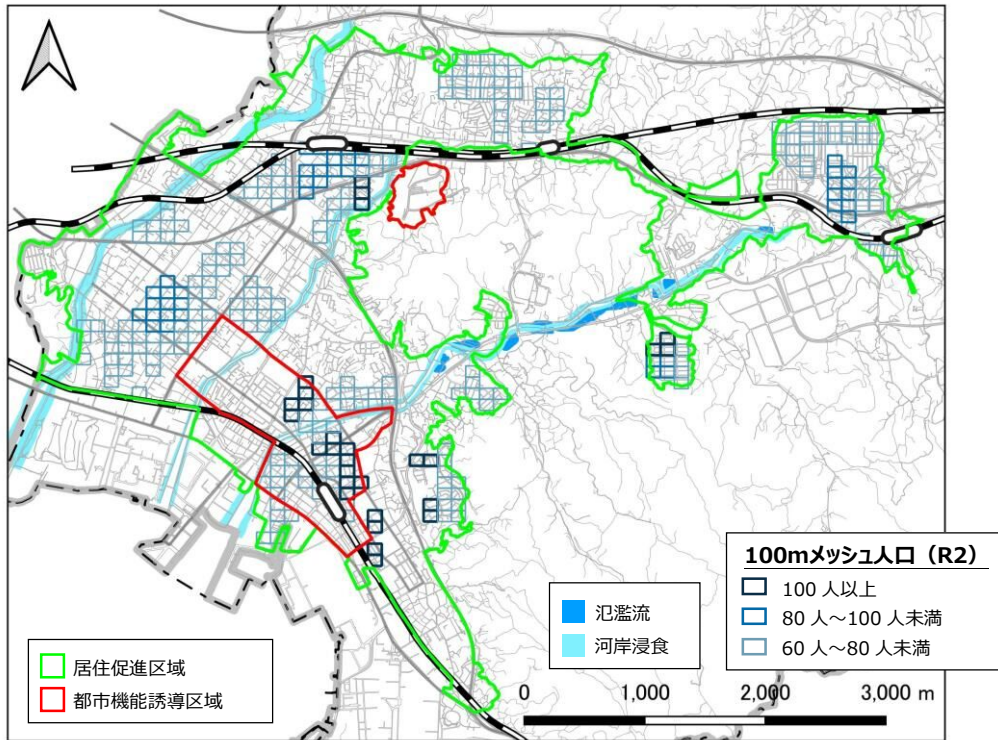 100mメッシュ人口（R2）
100 人以上
80 人～100 人未満
60 人～80 人未満
氾濫流
河岸浸食
居住促進区域
都市機能誘導区域
0 1,000 2,000 3,000 m